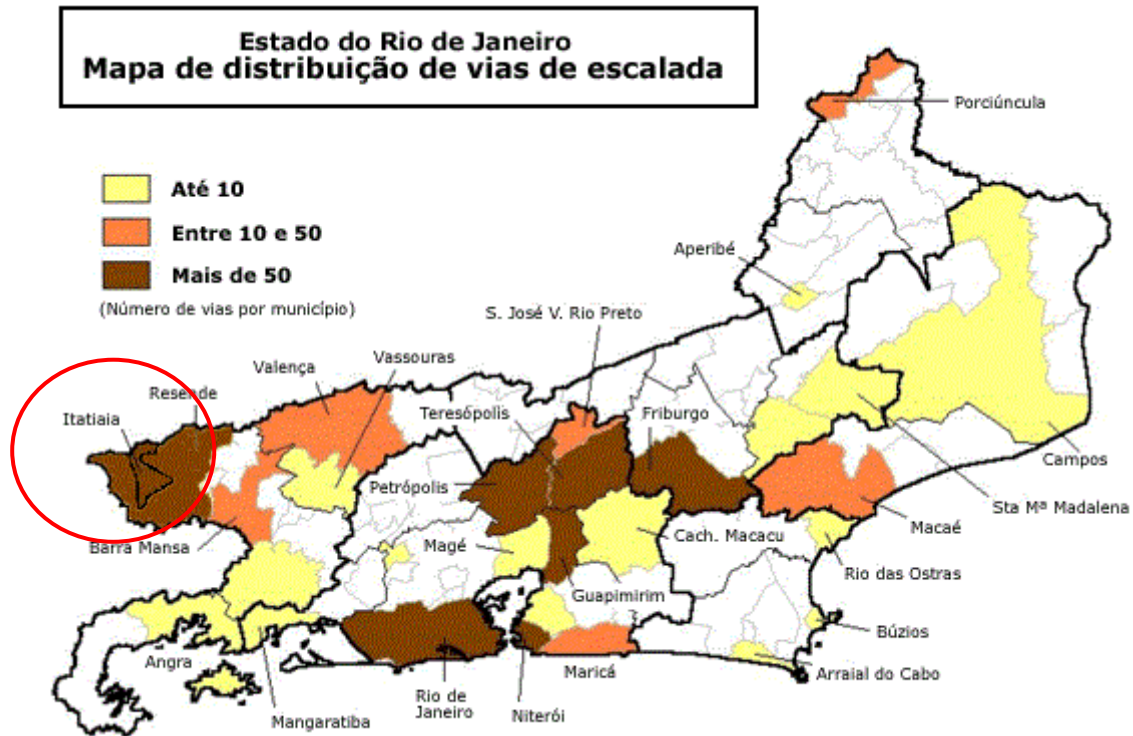 Estado do Rio de Janeiro
Mapa de distribuição de vias de escalada
Porciúncula
Até 10
Entre 10 e 50
Mais de 50
(Número de vias por município)
Aperibé
S. José V. Rio Preto
Vassouras
Valença
Resende
Teresópolis
Friburgo
Itatiaia
Campos
Petrópolis
Sta Mª Madalena
Macaé
Barra Mansa
Magé
Cach. Macacu
Rio das Ostras
Guapimirim
Búzios
Angra
Maricá
Arraial do Cabo
Rio de
Janeiro
Niterói
Mangaratiba